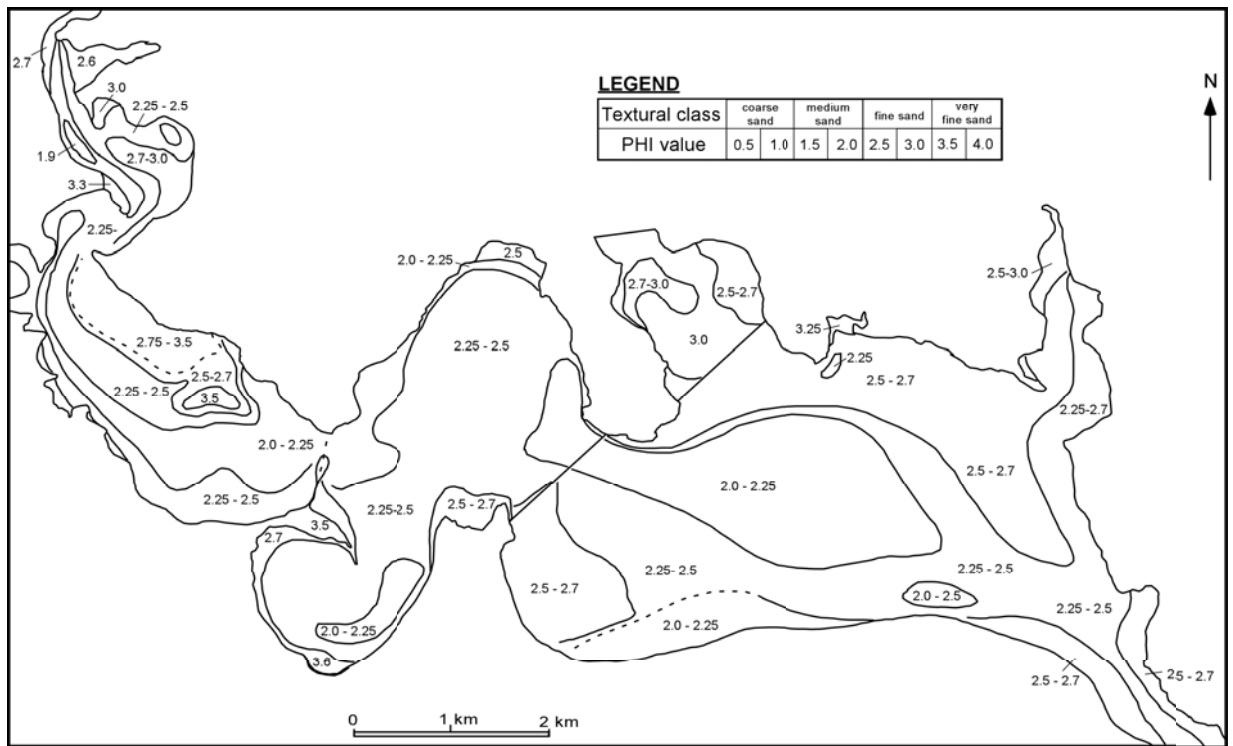 2.7
2.6
3.0
2.25 - 2.5
1.9
2.7-3.0
3.3
2.25-
LEGEND
Textural class coarse sand medium sand fine sand very fine sand
PHI value 0.5 1.0 1.5 2.0 2.5 3.0 3.5 4.0
N
2.0 - 2.25
2.5
2.7-3.0
2.5-2.7
3.0
2.5-3.0
3.25
2.25
2.75 - 3.5
2.25 - 2.5
2.5 - 2.7
2.5-2.7
2.25 - 2.5
3.5
2.25-2.7
2.0 - 2.25
2.5 - 2.7
2.0 - 2.25
2.25 - 2.5
2.25-2.5
2.5 - 2.7
3.5
2.7
2.25- 2.5
2.25 - 2.5
2.5 - 2.7
2.0 - 2.5
2.25 - 2.5
2.0 - 2.25
2.0 - 2.25
3.6
2.5 - 2.7
25 - 2.7
0 1 km 2 km